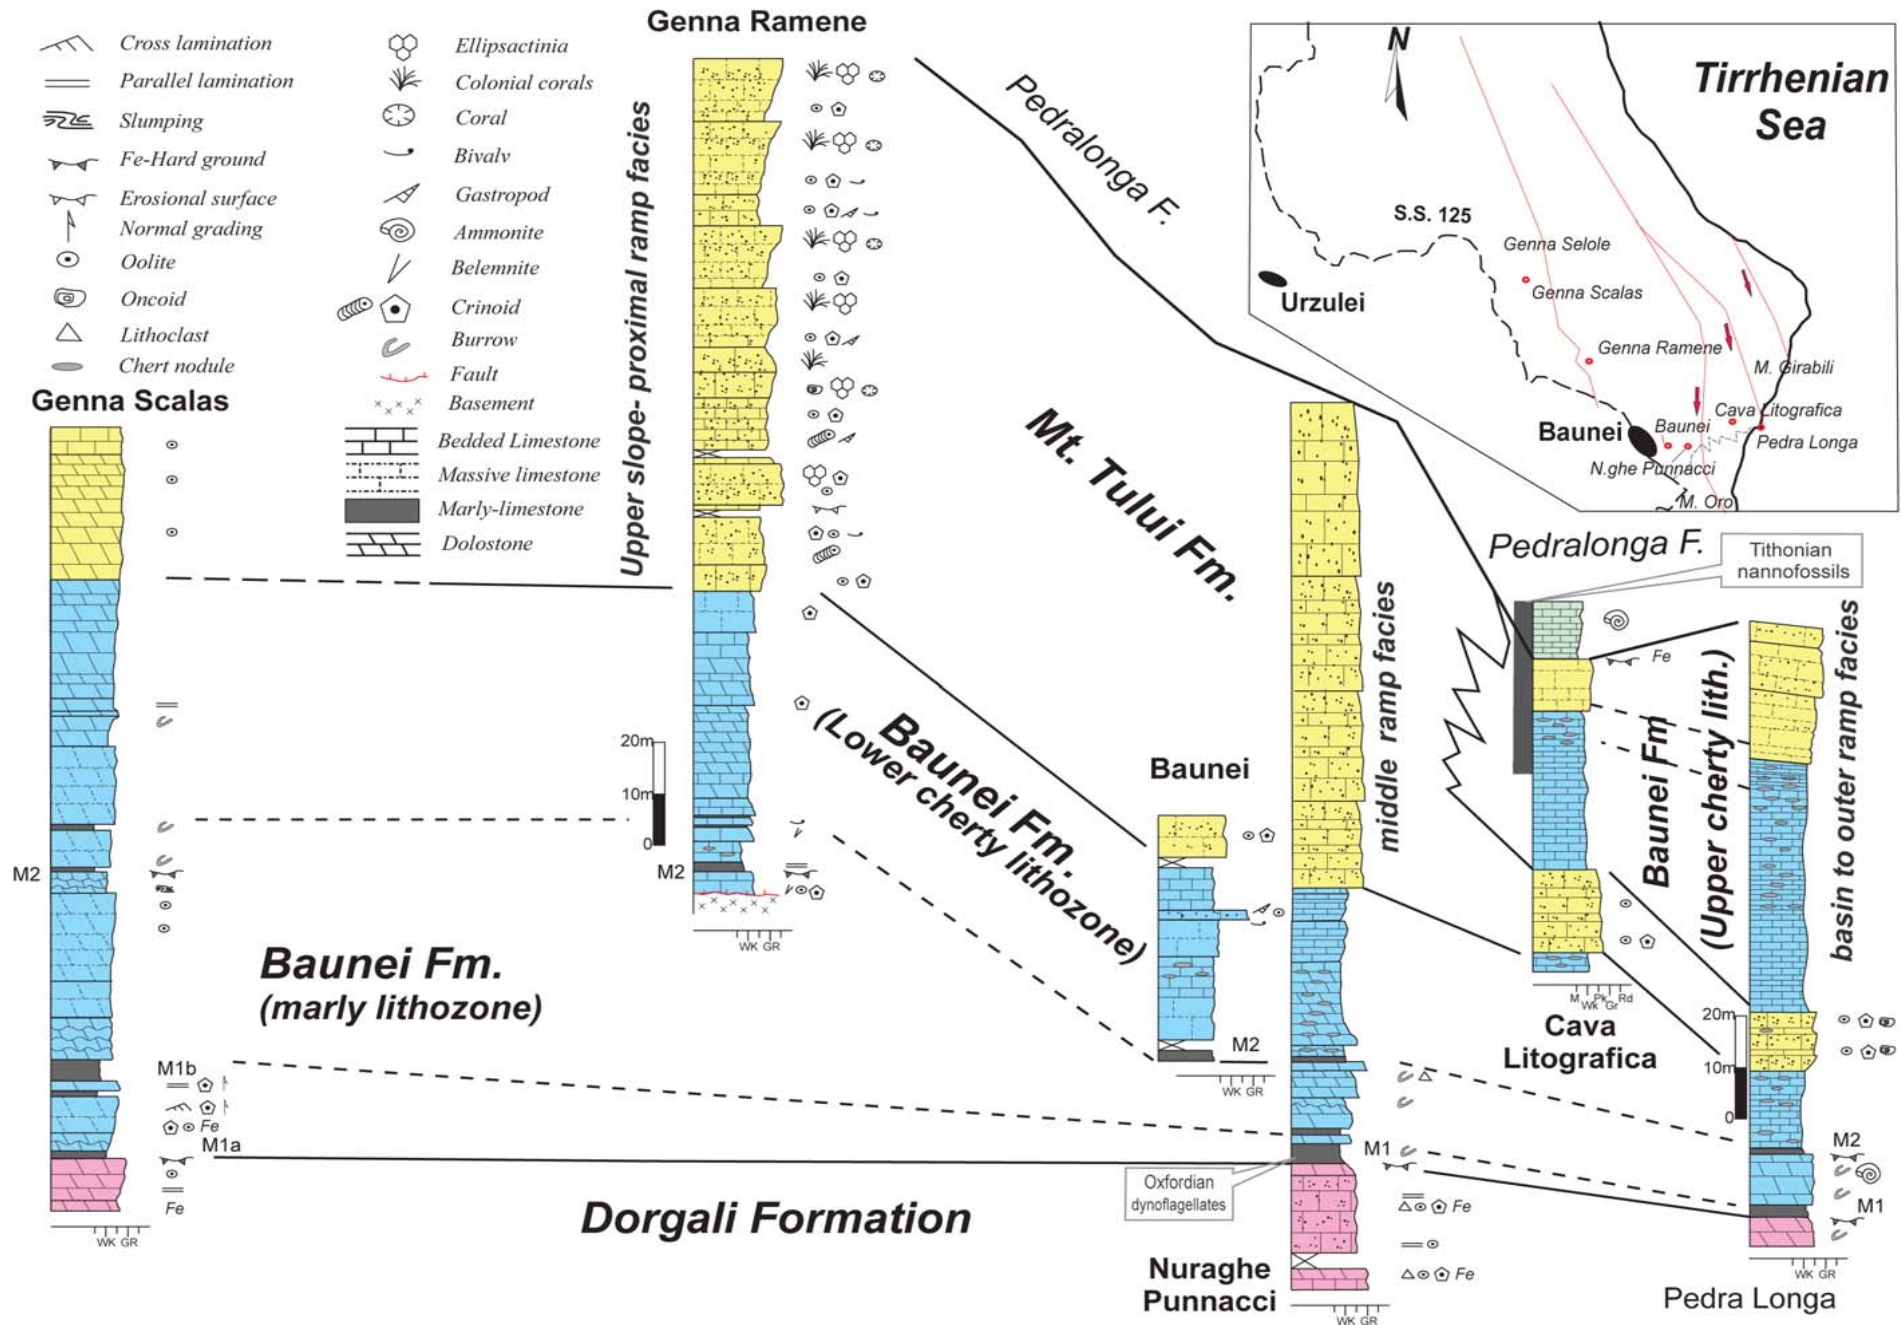 Genna Ramene
Cross lamination
Parallel lamination
Slumping
Fe-Hard ground
Erosional surface
Normal grading
Oolite
Oncoid
Lithoclast
Chert nodule
Ellipsactinia
Colonial corals
Coral
Bivalv
Gastropod
Ammonite
Belemnite
Crinoid
Burrow
Fault
Basement
Bedded Limestone
Massive limestone
Marly-limestone
Dolostone
Upper slope- proximal ramp facies
Pedralonga F.
N
Tirrhenian
Sea
S.S. 125
Genna Selole
Genna Scalas
Urzulei
Genna Ramene
M. Girabili
Cava Litografica
Baunei
Baunei
Pedra Longa
N.ghe Punnacci
M. Oro
Genna Scalas
M2
M1b
Fe
M1a
Fe
WK GR
20m
10m
0
M2
WK GR
Mt. Tului Fm.
Baunei Fm.
(Lower cherty lithozone)
Baunei Fm.
(marly lithozone)
Dorgali Formation
Baunei
M2
WK GR
middle ramp facies
M1
Oxfordian
dynoflagellates
Fe
Fe
Nuraghe
Punnacci
WK GR
Pedralonga F.
Tithonian
nannofossils
Fe
M Pk Rd
Wk Gr
Cava
Litografica
Baunei Fm
(Upper cherty lith.)
basin to outer ramp facies
20m
10m
0
M2
M1
WK GR
Pedra Longa